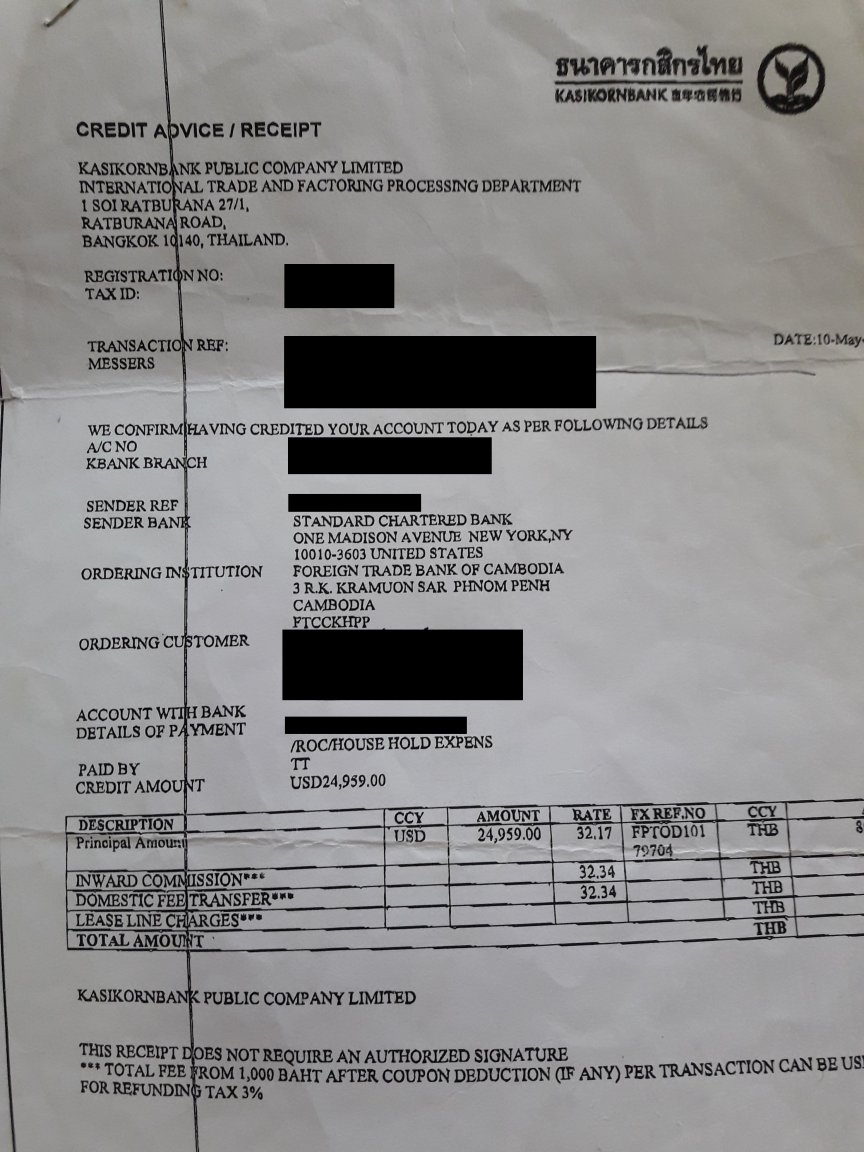 ธนาคารกสิกรไทย
KASIKORNBANK
CREDIT ADVICE / RECEIPT
KASIKORNBANK PUBLIC COMPANY LIMITED
INTERNATIONAL TRADE AND FACTORING PROCESSING DEPARTMENT
1 SOI RATBURANA 27/1,
RATBURANA ROAD,
BANGKOK 10140, THAILAND.
REGISTRATION NO:
TAX ID:
TRANSACTION REF: DATE:10-May-
MESSERS
WE CONFIRM HAVING CREDITED YOUR ACCOUNT TODAY AS PER FOLLOWING DETAILS
A/C NO
KBANK BRANCH
SENDER REF
SENDER BANK STANDARD CHARTERED BANK
ONE MADISON AVENUE NEW YORK,NY
10010-3603 UNITED STATES
ORDERING INSTITUTION FOREIGN TRADE BANK OF CAMBODIA
3 R.K. KRAMUON SAR PHNOM PENH
CAMBODIA
FTCCKHPP
ORDERING CUSTOMER
ACCOUNT WITH BANK
DETAILS OF PAYMENT /ROC/HOUSE HOLD EXPENS
PAID BY TT
CREDIT AMOUNT USD24,959.00
DESCRIPTION CCY AMOUNT RATE FX REF.NO CCY
Principal Amount USD 24,959.00 32.17 FPTOD101 THB 8
79704
INWARD COMMISSION*** 32.34 THB
DOMESTIC FEE TRANSFER*** 32.34 THB
LEASE LINE CHARGES*** THB
TOTAL AMOUNT THB
KASIKORNBANK PUBLIC COMPANY LIMITED
THIS RECEIPT DOES NOT REQUIRE AN AUTHORIZED SIGNATURE
*** TOTAL FEE FROM 1,000 BAHT AFTER COUPON DEDUCTION (IF ANY) PER TRANSACTION CAN BE
FOR REFUNDING TAX 3%